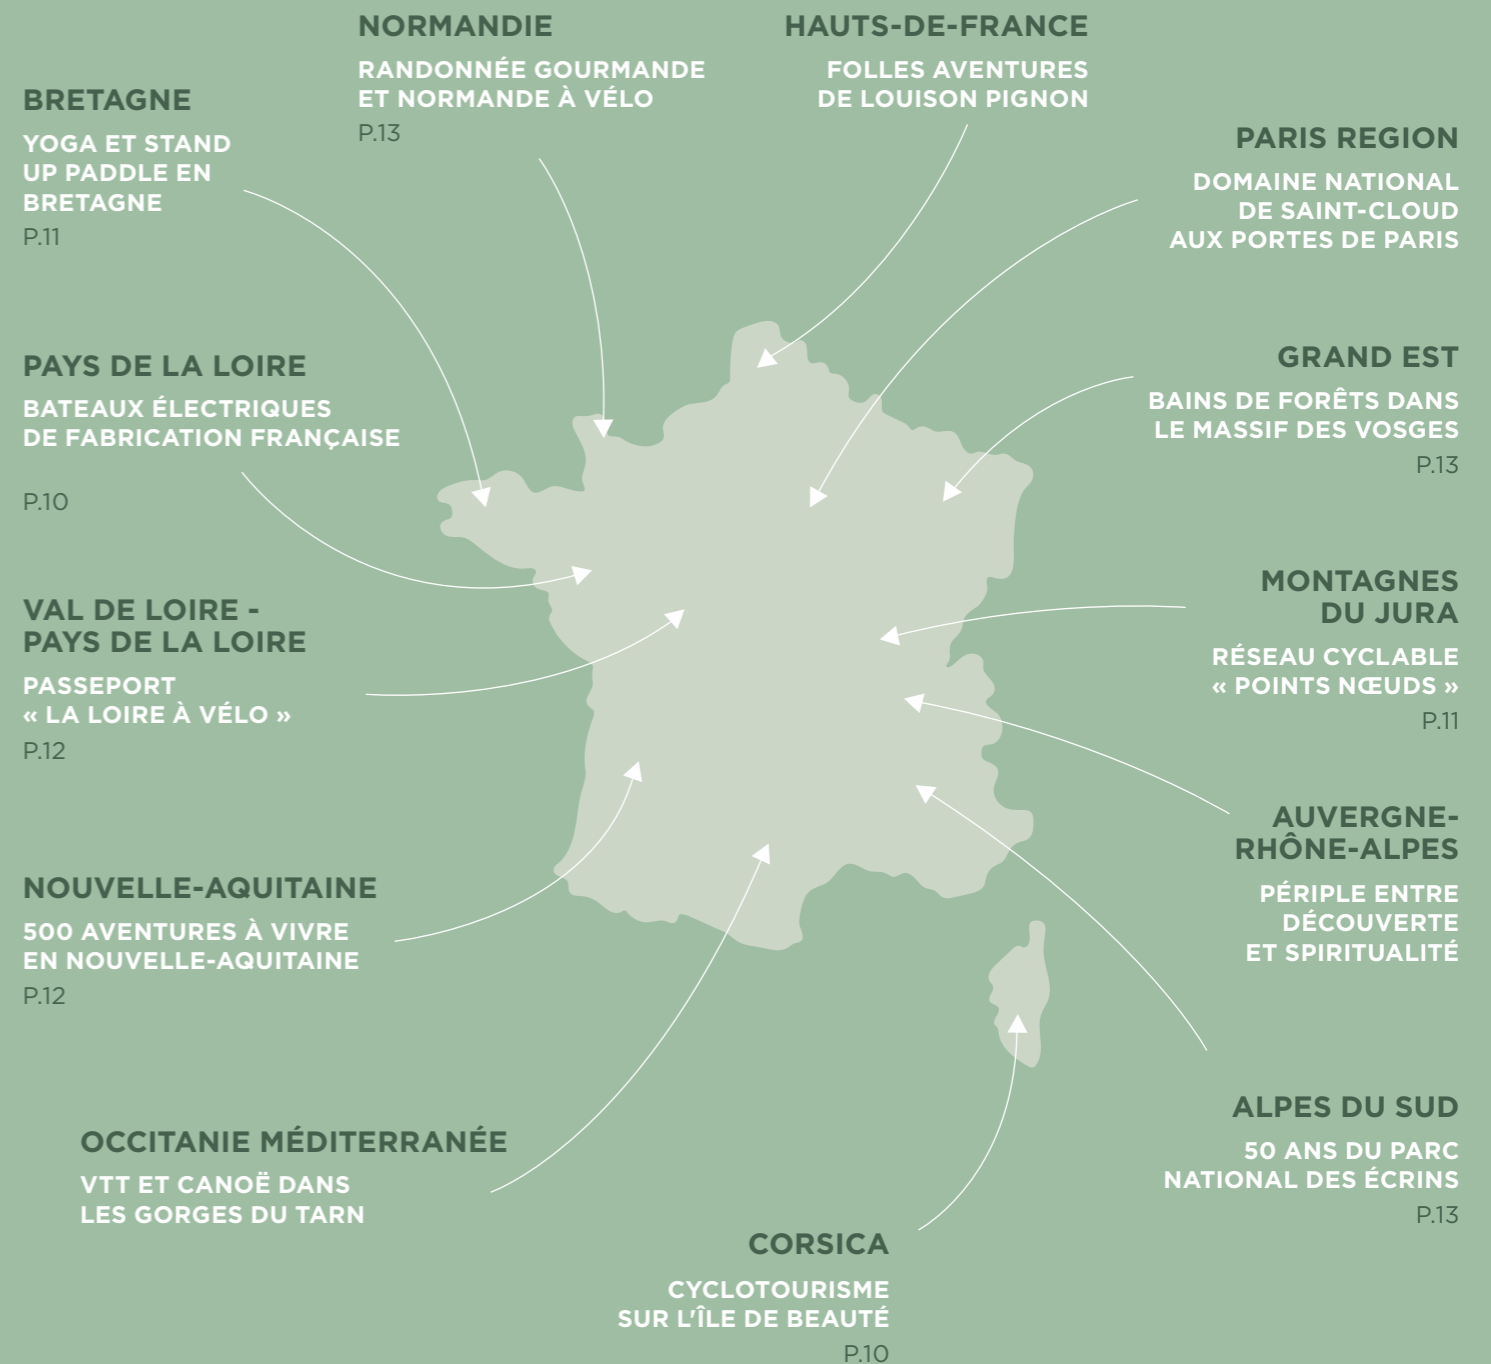 NORMANDIE
RANDONNÉE GOURMANDE
ET NORMANDE À VÉLO
P.13
HAUTS-DE-FRANCE
FOLLES AVENTURES
DE LOUISON PIGNON
BRETAGNE
YOGA ET STAND
UP PADDLE EN
BRETAGNE
P.11
PARIS REGION
DOMAINE NATIONAL
DE SAINT-CLOUD
AUX PORTES DE PARIS
PAYS DE LA LOIRE
BATEAUX ÉLECTRIQUES
DE FABRICATION FRANÇAISE
P.10
GRAND EST
BAINS DE FORÊTS DANS
LE MASSIF DES VOSGES
P.13
VAL DE LOIRE -
PAYS DE LA LOIRE
PASSEPORT
« LA LOIRE À VÉLO »
P.12
MONTAGNES
DU JURA
RÉSEAU CYCLABLE
« POINTS NŒUDS »
P.11
NOUVELLE-AQUITAINE
500 AVENTURES À VIVRE
EN NOUVELLE-AQUITAINE
P.12
AUVERGNE-
RHÔNE-ALPES
PÉRIPLE ENTRE
DÉCOUVERTE
ET SPIRITUALITÉ
OCCITANIE MÉDITERRANÉE
VTT ET CANOË DANS
LES GORGES DU TARN
ALPES DU SUD
50 ANS DU PARC
NATIONAL DES ÉCRINS
P.13
CORSICA
CYCLOTOURISME
SUR L'ÎLE DE BEAUTÉ
P.10